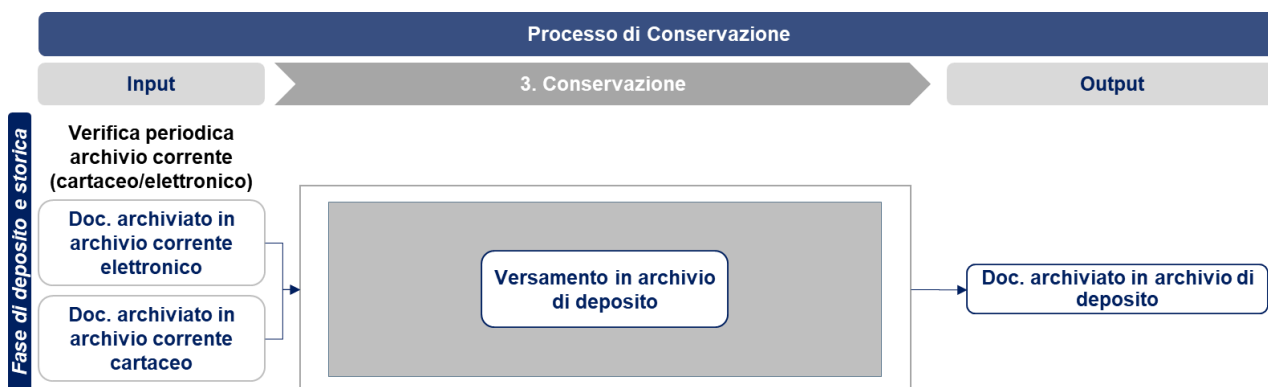 Processo di Conservazione
Input
3. Conservazione
Output
Fase di deposito e storica
Verifica periodica
archivio corrente
(cartaceo/elettronico)
Doc. archiviato in
archivio corrente
elettronico
Doc. archiviato in
archivio corrente
cartaceo
Versamento in archivio
di deposito
Doc. archiviato in archivio di
deposito